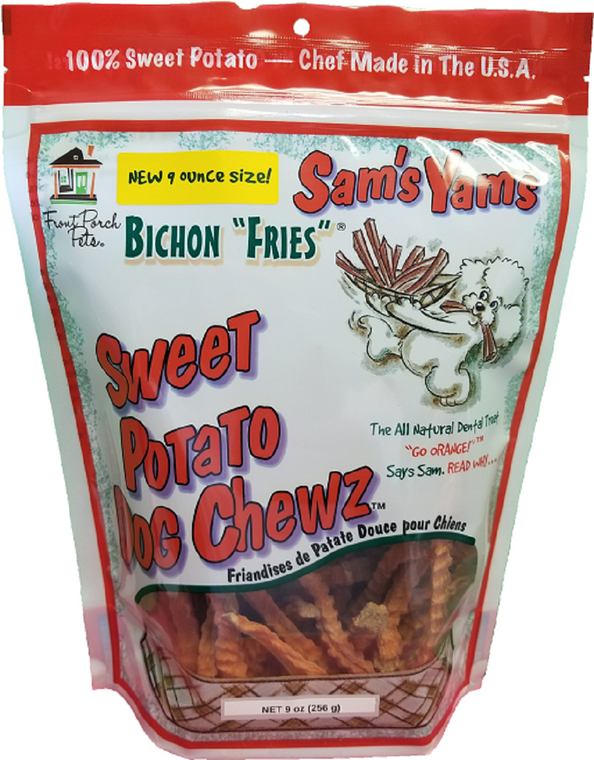 100% Sweet Potato — Chef Made in The U.S.A.
NEW 9 OUNCE SIZE!
Sam's Yams
Front Porch
Pets®
BICHON "FRIES"®
SWEET
POTATO
DOG CHEWZ™
The All Natural Dental Treat
"GO ORANGE!"™
Says Sam. READ WHY...
Friandises de Patate Douce pour Chiens
NET 9 oz (256 g)